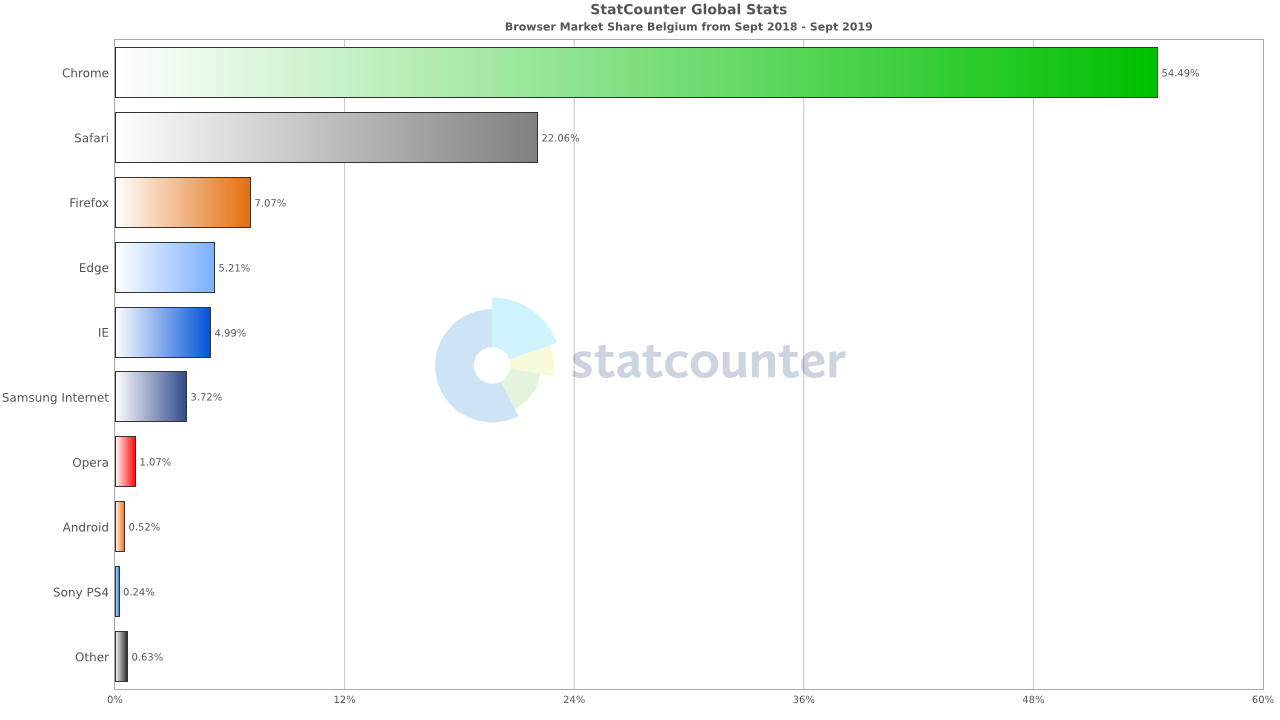 StatCounter Global Stats
Browser Market Share Belgium from Sept 2018 - Sept 2019
Chrome 54.49%
Safari 22.06%
Firefox 7.07%
Edge 5.21%
IE 4.99%
Samsung Internet 3.72%
Opera 1.07%
Android 0.52%
Sony PS4 0.24%
Other 0.63%
statcounter
0% 12% 24% 36% 48% 60%